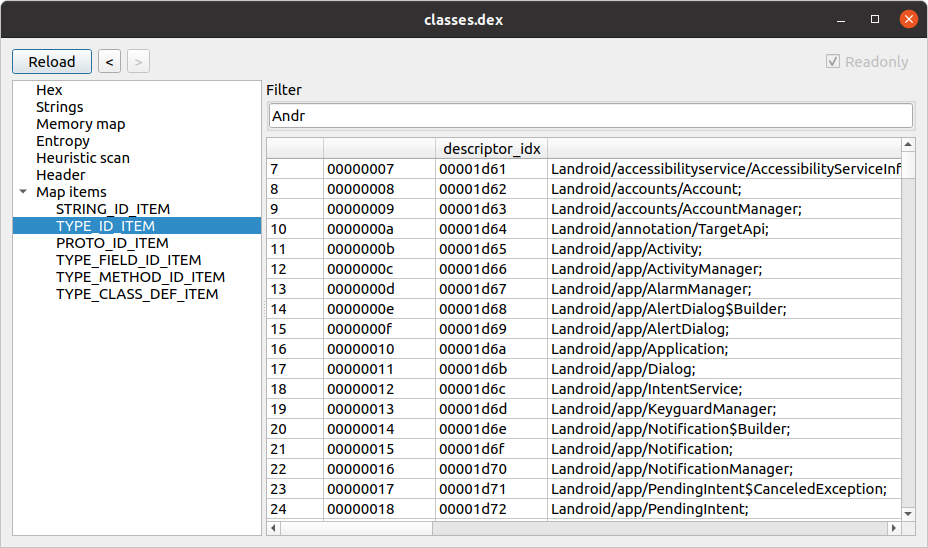 classes.dex
Reload < > Readonly
Hex
Strings
Memory map
Entropy
Heuristic scan
Header
Map items
STRING_ID_ITEM
TYPE_ID_ITEM
PROTO_ID_ITEM
TYPE_FIELD_ID_ITEM
TYPE_METHOD_ID_ITEM
TYPE_CLASS_DEF_ITEM
Filter
Andr
descriptor_idx
7 00000007 00001d61 Landroid/accessibilityservice/AccessibilityServiceInf
8 00000008 00001d62 Landroid/accounts/Account;
9 00000009 00001d63 Landroid/accounts/AccountManager;
10 0000000a 00001d64 Landroid/annotation/TargetApi;
11 0000000b 00001d65 Landroid/app/Activity;
12 0000000c 00001d66 Landroid/app/ActivityManager;
13 0000000d 00001d67 Landroid/app/AlarmManager;
14 0000000e 00001d68 Landroid/app/AlertDialog$Builder;
15 0000000f 00001d69 Landroid/app/AlertDialog;
16 00000010 00001d6a Landroid/app/Application;
17 00000011 00001d6b Landroid/app/Dialog;
18 00000012 00001d6c Landroid/app/IntentService;
19 00000013 00001d6d Landroid/app/KeyguardManager;
20 00000014 00001d6e Landroid/app/Notification$Builder;
21 00000015 00001d6f Landroid/app/Notification;
22 00000016 00001d70 Landroid/app/NotificationManager;
23 00000017 00001d71 Landroid/app/PendingIntent$CanceledException;
24 00000018 00001d72 Landroid/app/PendingIntent;